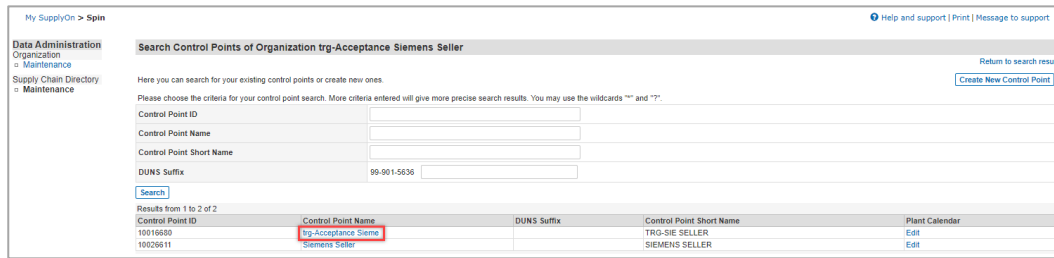 My SupplyOn > Spin
Help and support | Print | Message to support
Data Administration
Organization
Maintenance
Supply Chain Directory
Maintenance
Search Control Points of Organization trg-Acceptance Siemens Seller
Return to search resu
Here you can search for your existing control points or create new ones.
Create New Control Point
Please choose the criteria for your control point search. More criteria entered will give more precise search results. You may use the wildcards "*" and "?".
Control Point ID
Control Point Name
Control Point Short Name
DUNS Suffix 99-901-5636
Search
Results from 1 to 2 of 2
Control Point ID Control Point Name DUNS Suffix Control Point Short Name Plant Calendar
10016680 trg-Acceptance Sieme TRG-SIE SELLER Edit
10026611 Siemens Seller SIEMENS SELLER Edit